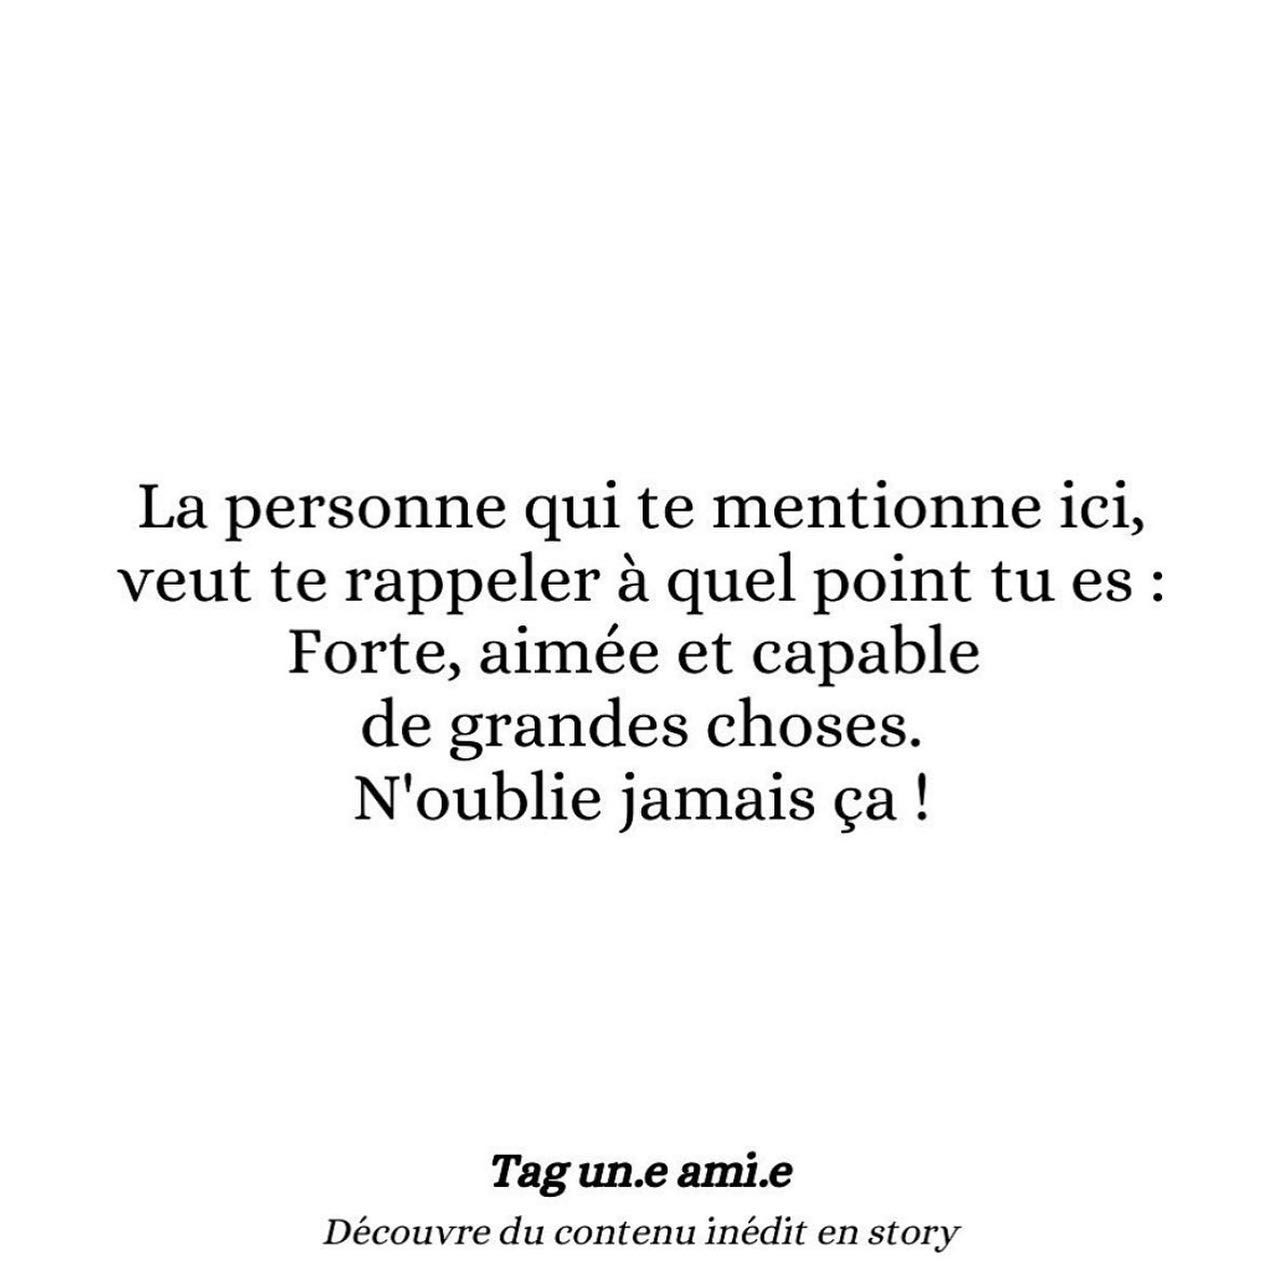 La personne qui te mentionne ici,
veut te rappeler à quel point tu es :
Forte, aimée et capable
de grandes choses.
N'oublie jamais ça !
Tag un.e ami.e
Découvre du contenu inédit en story